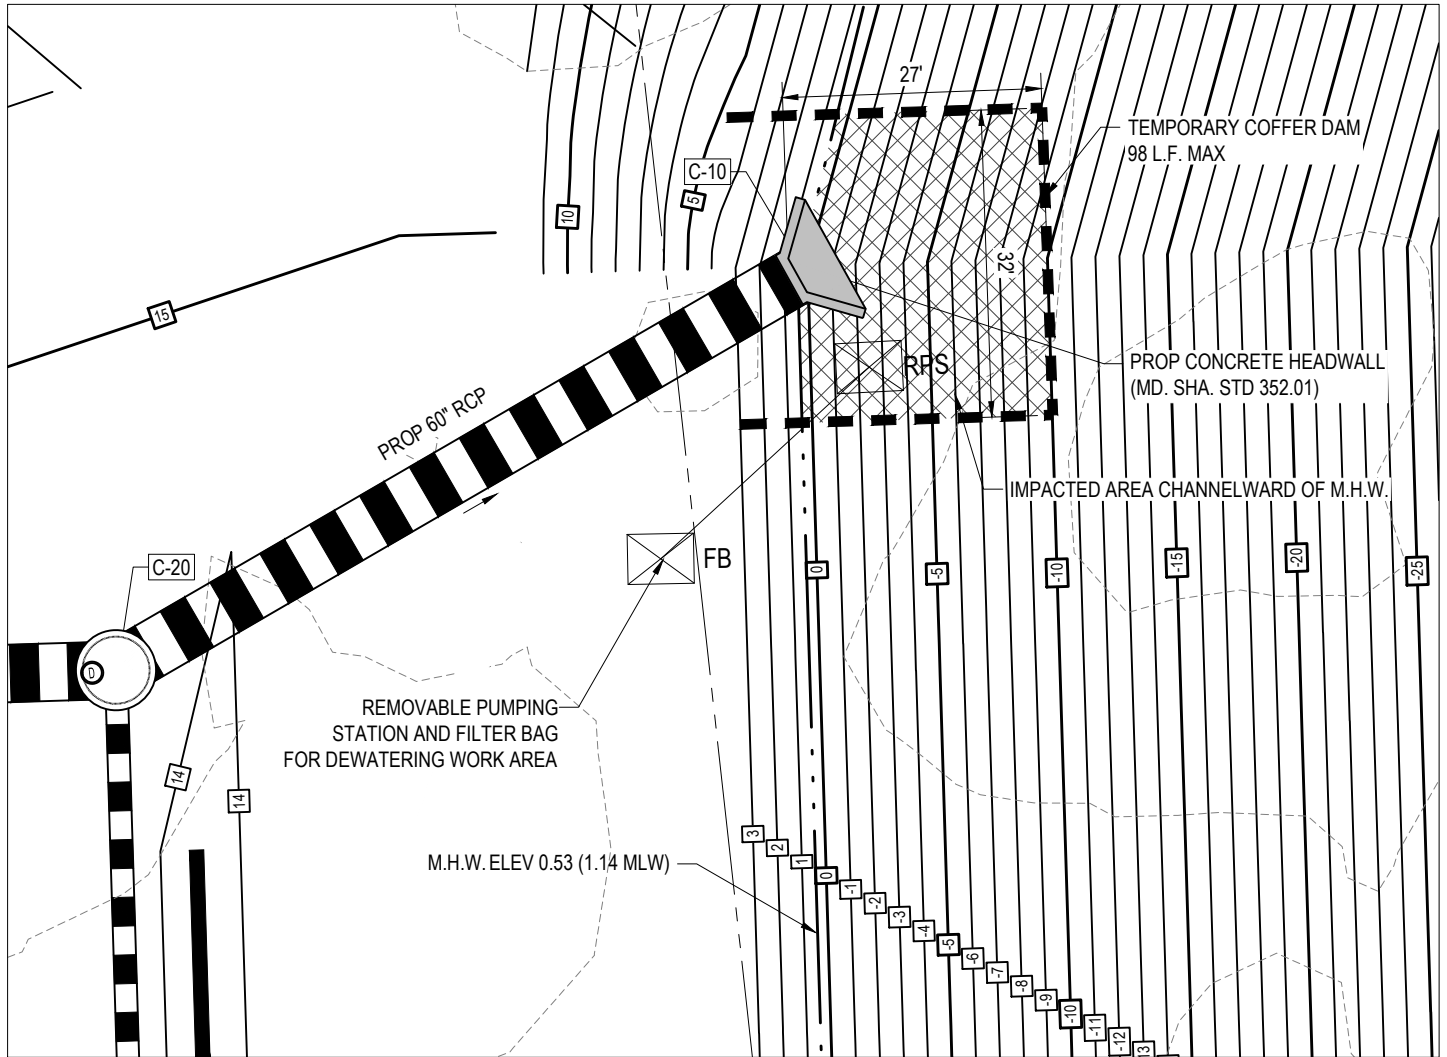 27'
TEMPORARY COFFER DAM
98 L.F. MAX
C-10
5
10
32'
15
PROP CONCRETE HEADWALL
(MD. SHA. STD 352.01)
RPS
PROP 60" RCP
IMPACTED AREA CHANNELWARD OF M.H.W.
FB
C-20
0
-5
-10
-15
-20
-25
D
REMOVABLE PUMPING
STATION AND FILTER BAG
FOR DEWATERING WORK AREA
14
14
M.H.W. ELEV 0.53 (1.14 MLW)
3
2
1
0
-1
-2
-3
-4
-5
-6
-7
-8
-9
-10
-11
-12
13